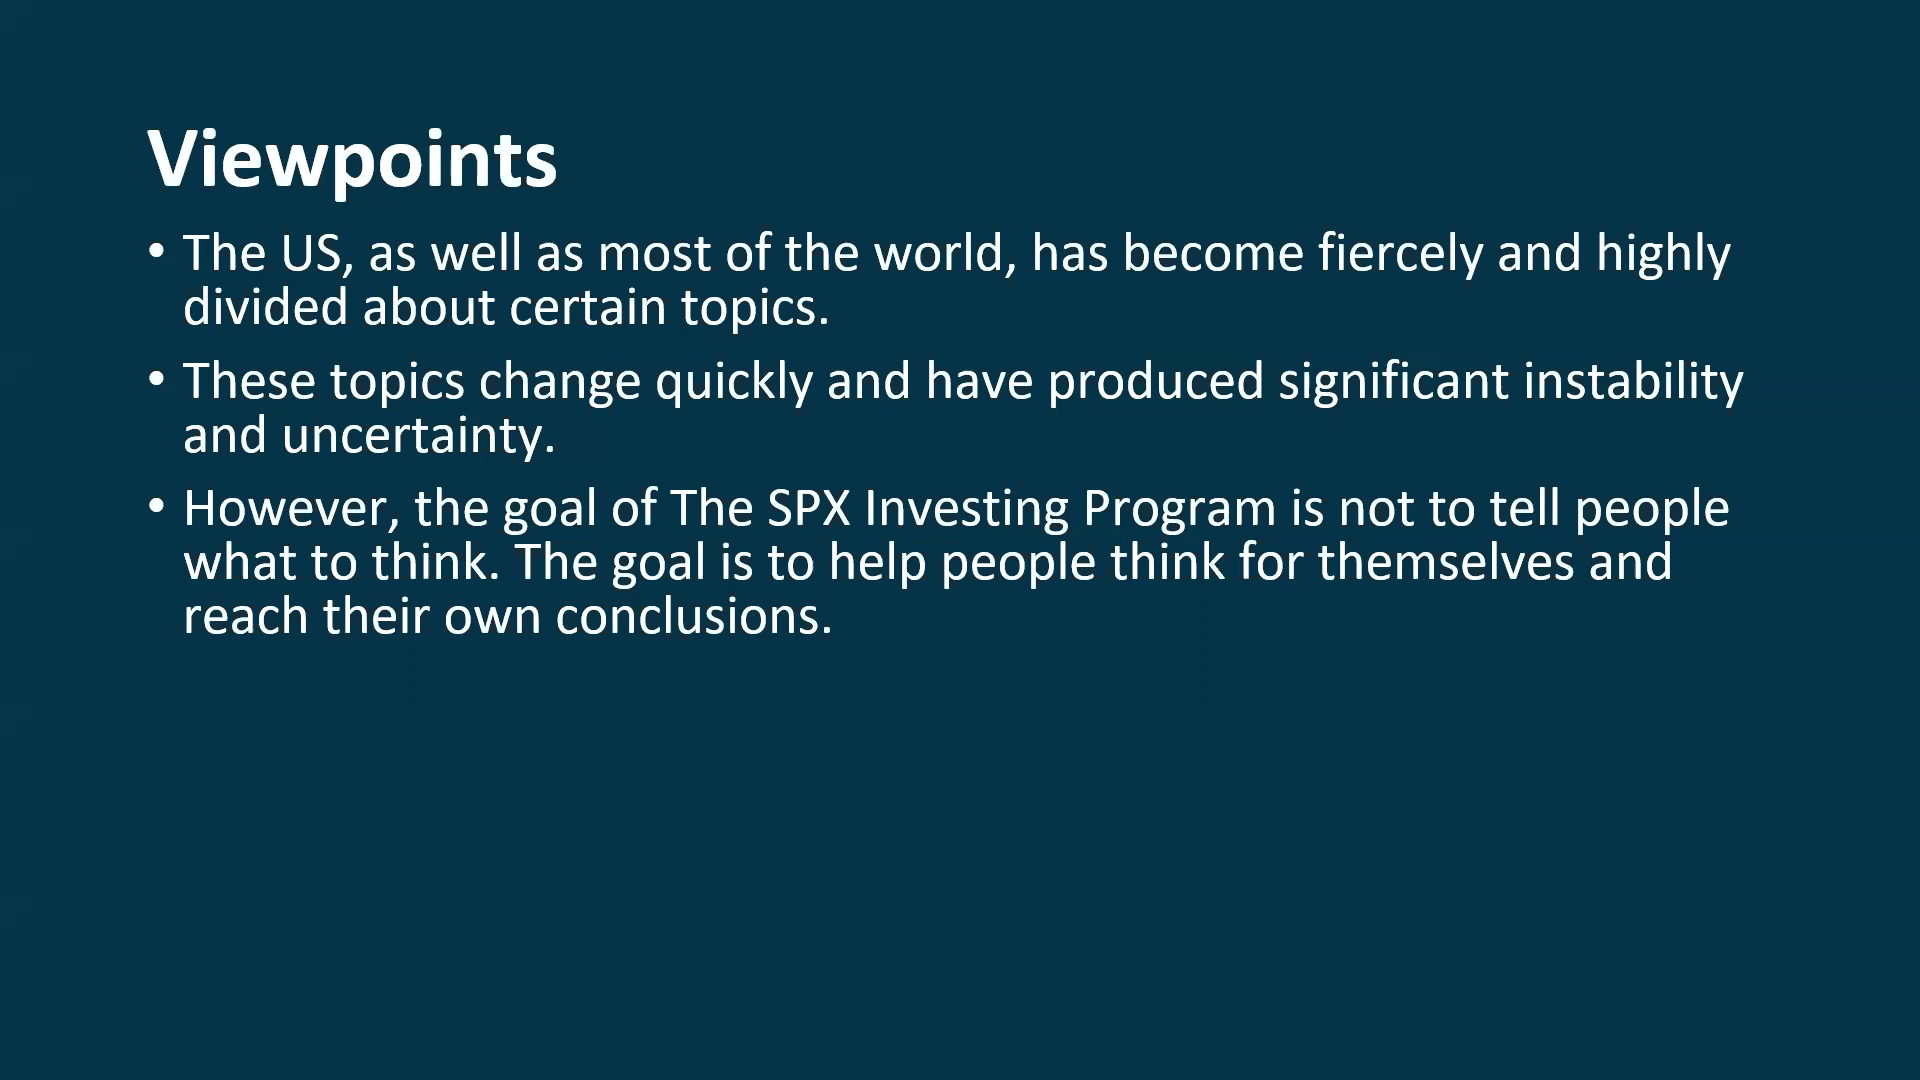 Viewpoints
• The US, as well as most of the world, has become fiercely and highly
divided about certain topics.
• These topics change quickly and have produced significant instability
and uncertainty.
• However, the goal of The SPX Investing Program is not to tell people
what to think. The goal is to help people think for themselves and
reach their own conclusions.